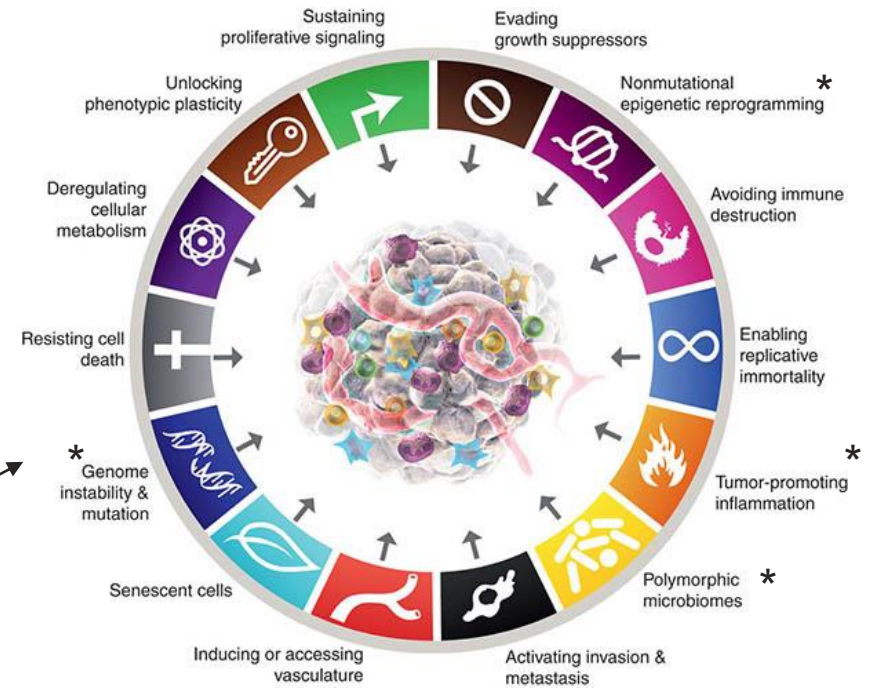 Sustaining
proliferative signaling
Evading
growth suppressors
Nonmutational *
epigenetic reprogramming
Avoiding immune
destruction
Enabling
replicative
immortality
*
Tumor-promoting
inflammation
Polymorphic *
microbiomes
Activating invasion &
metastasis
Inducing or accessing
vasculature
Senescent cells
*
Genome
instability &
mutation
Resisting cell
death
Deregulating
cellular
metabolism
Unlocking
phenotypic plasticity